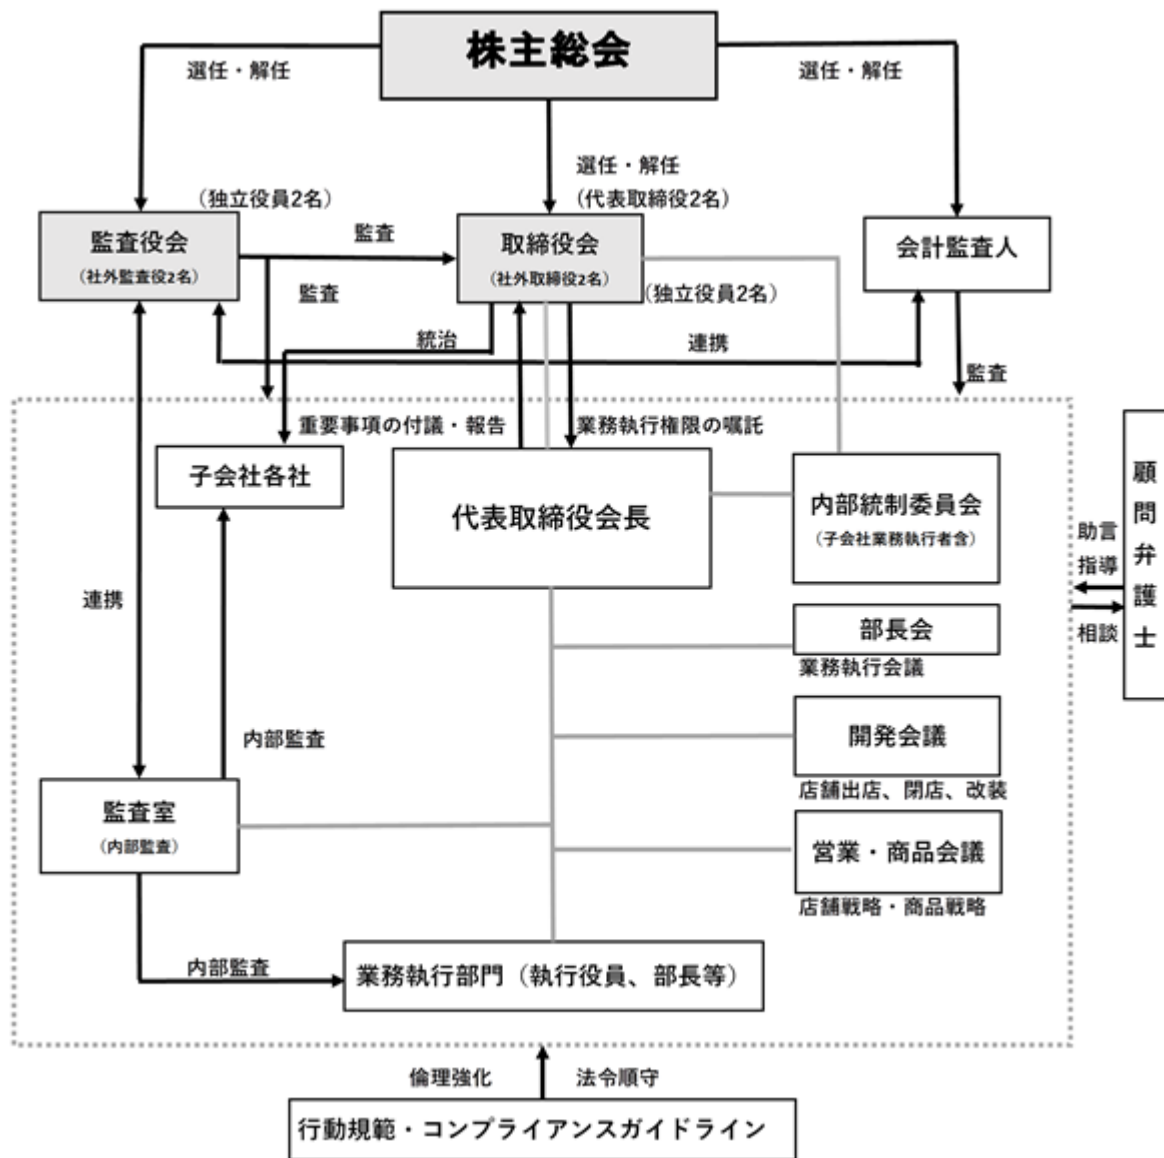 株主総会
選任・解任
選任・解任
選任・解任
(代表取締役2名)
(独立役員2名)
監査役会
(社外監査役2名)
監査
監査
取締役会
(社外取締役2名)
(独立役員2名)
会計監査人
統治
連携
監査
重要事項の付議・報告
業務執行権限の嘱託
子会社各社
代表取締役会長
内部統制委員会
(子会社業務執行者含)
顧問弁護士
助言
指導
相談
連携
部長会
業務執行会議
開発会議
店舗出店、閉店、改装
内部監査
監査室
(内部監査)
営業・商品会議
店舗戦略・商品戦略
内部監査
業務執行部門（執行役員、部長等）
倫理強化
法令順守
行動規範・コンプライアンスガイドライン